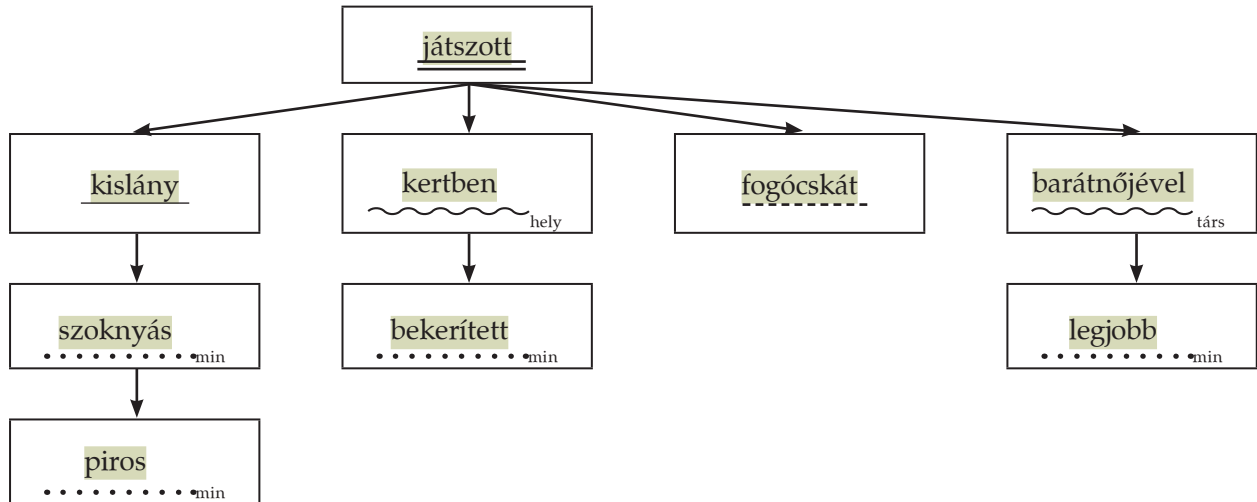 játszott
kislány
kertben
hely
fogócskát
barátnőjével
társ
szoknyás
min
bekerített
min
legjobb
min
piros
min